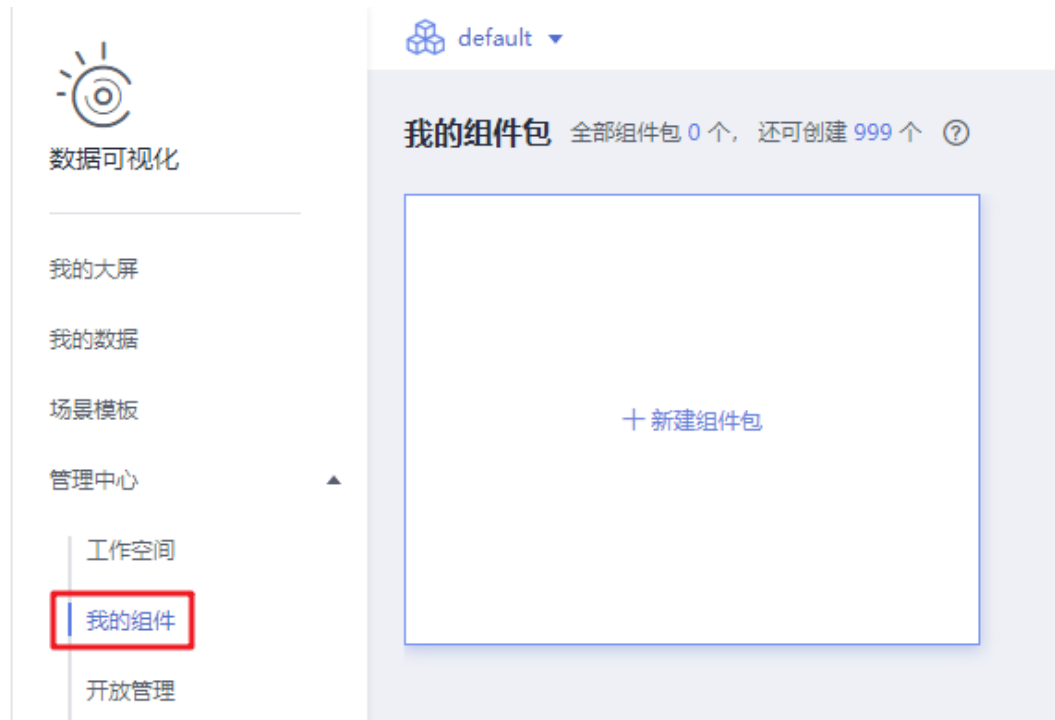 数据可视化
我的大屏
我的数据
场景模板
管理中心
工作空间
我的组件
开放管理
default
我的组件包 全部组件包 0 个, 还可创建 999 个 ?
+ 新建组件包